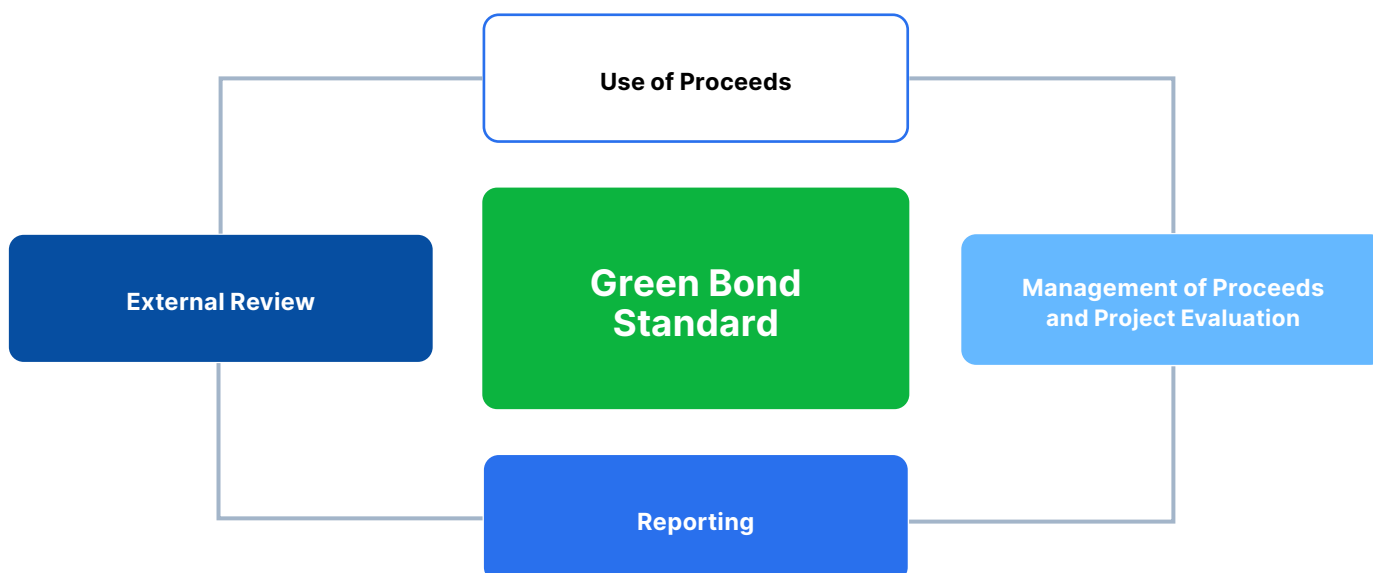 Use of Proceeds
External Review
Green Bond
Standard
Management of Proceeds
and Project Evaluation
Reporting